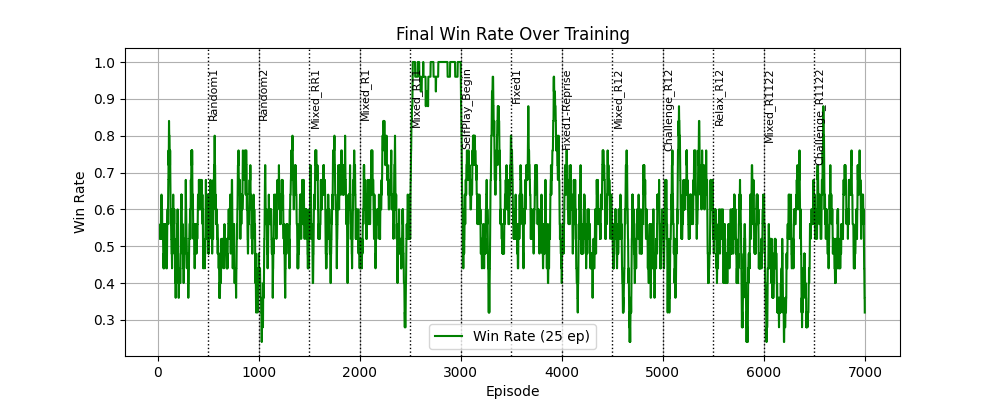 Final Win Rate Over Training
Win Rate
1.0
0.9
0.8
0.7
0.6
0.5
0.4
0.3
Random1
Random2
Mixed_RR1
Mixed_R1
SelfPlay_Begin
Fixed1
Fixed1-Reprise
Mixed_R12
Challenge_R12
Relax_R12
Mixed_R1122
Challenge_R1122
Win Rate (25 ep)
0
1000
2000
3000
4000
5000
6000
7000
Episode